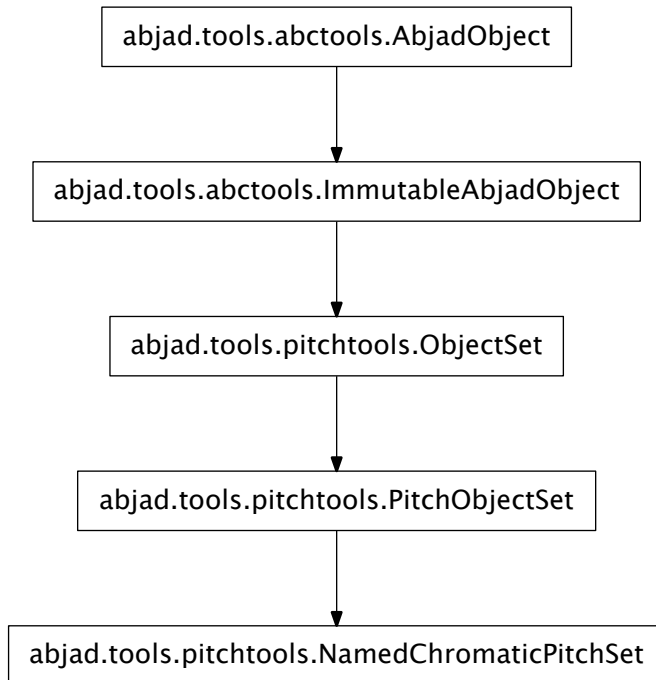 abjad.tools.abctools.AbjadObject
abjad.tools.abctools.ImmutableAbjadObject
abjad.tools.pitchtools.ObjectSet
abjad.tools.pitchtools.PitchObjectSet
abjad.tools.pitchtools.NamedChromaticPitchSet